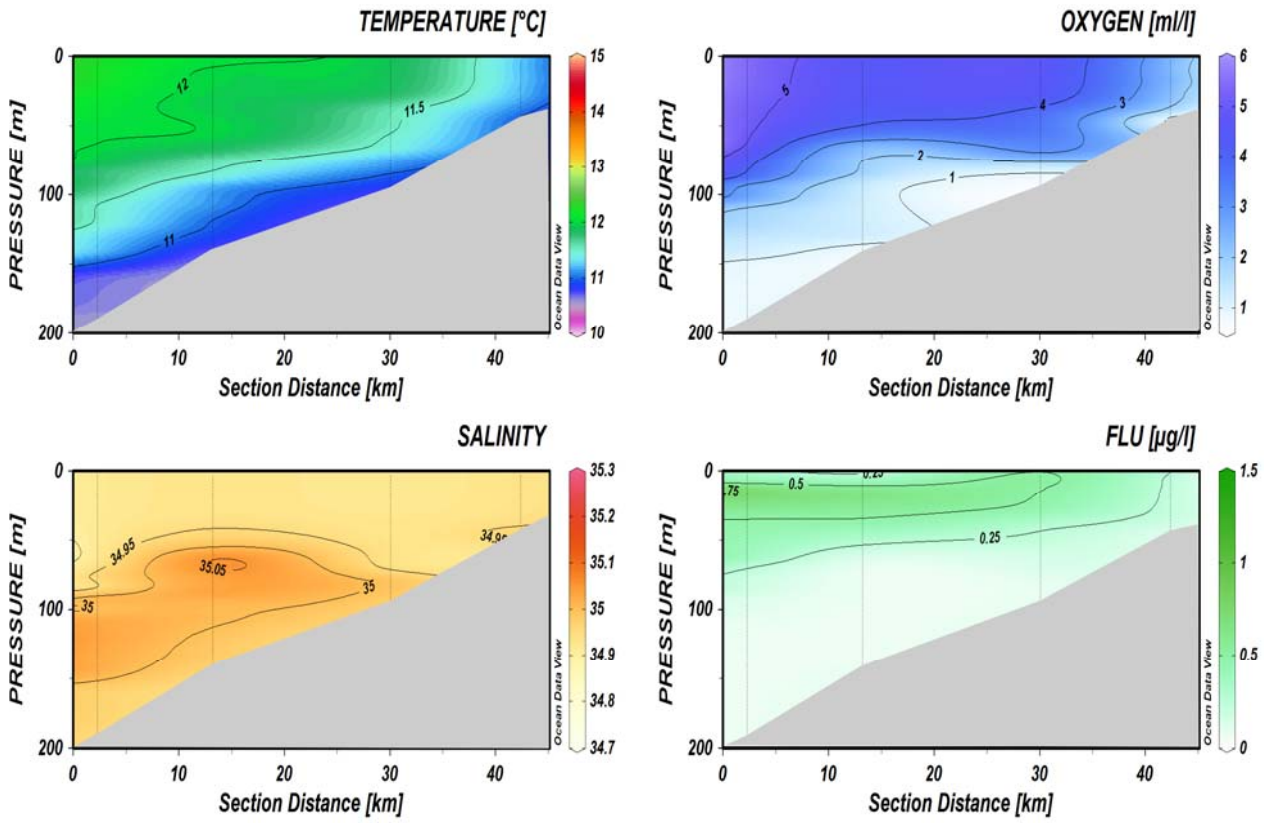 TEMPERATURE [°C]
0
100
200
PRESSURE [m]
12
11.5
11
Ocean Data View
15
14
13
12
11
10
0 10 20 30 40
Section Distance [km]
OXYGEN [ml/l]
0
100
200
PRESSURE [m]
5
4
3
2
1
Ocean Data View
6
5
4
3
2
1
0 10 20 30 40
Section Distance [km]
SALINITY
0
100
200
PRESSURE [m]
34.95
35.05
35
35
34.9
Ocean Data View
35.3
35.2
35.1
35
34.9
34.8
34.7
0 10 20 30 40
Section Distance [km]
FLU [µg/l]
0
100
200
PRESSURE [m]
0.25
0.5
.75
0.25
Ocean Data View
1.5
1
0.5
0
0 10 20 30 40
Section Distance [km]